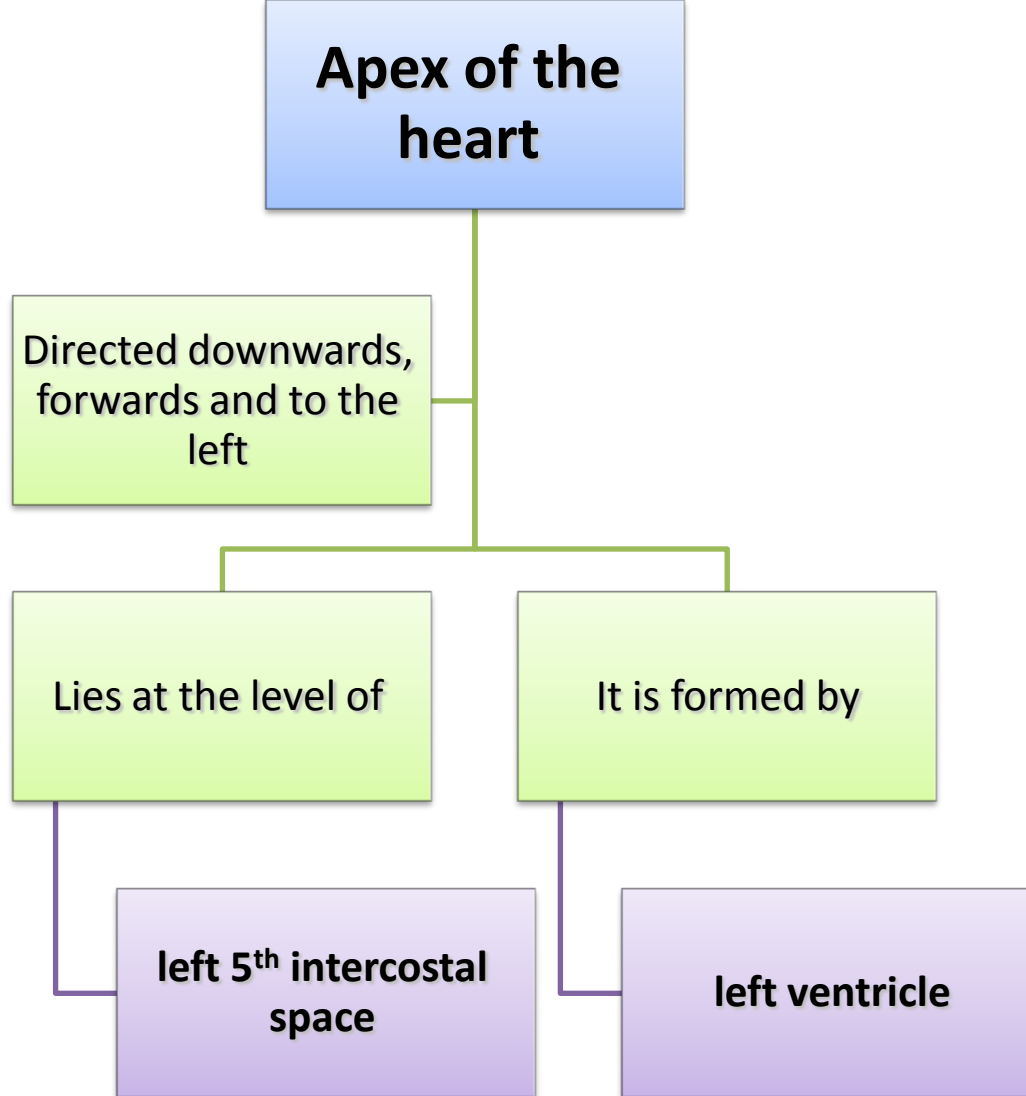 Apex of the
heart
Directed downwards,
forwards and to the
left
Lies at the level of
It is formed by
left 5th intercostal
space
left ventricle